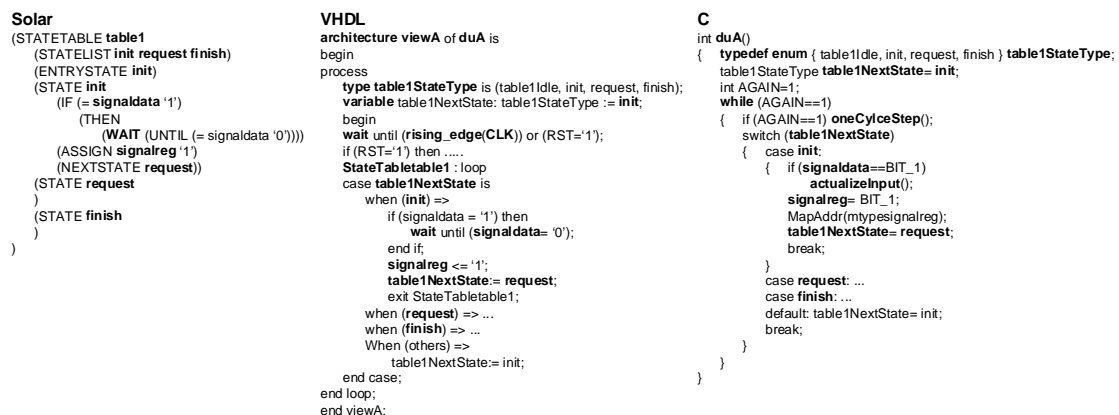 Solar
(STATETABLE table1
(STATELIST init request finish)
(ENTRYSTATE init)
(STATE init
(IF (= signaldata ‘1’)
(THEN
(WAIT (UNTIL (= signaldata ‘0’))))
(ASSIGN signalreg ‘1’)
(NEXTSTATE request))
(STATE request
)
(STATE finish
)
)
VHDL
architecture viewA of duA is
begin
process
type table1StateType is (table1Idle, init, request, finish);
variable table1NextState: table1StateType := init;
begin
wait until (rising_edge(CLK)) or (RST=‘1’);
if (RST=‘1’) then .....
StateTabletable1 : loop
case table1NextState is
when (init) =>
if (signaldata = ‘1’) then
wait until (signaldata= ‘0’);
end if;
signalreg <= ‘1’;
table1NextState:= request;
exit StateTabletable1;
when (request) => ...
when (finish) => ...
When (others) =>
table1NextState:= init;
end case;
end loop;
end viewA;
C
int duA()
{ typedef enum { table1Idle, init, request, finish } table1StateType;
table1StateType table1NextState= init;
int AGAIN=1;
while (AGAIN==1)
{ if (AGAIN==1) oneCylceStep();
switch (table1NextState)
{ case init:
{ if (signaldata==BIT_1)
actualizeInput();
signalreg= BIT_1;
MapAddr(mtypesignalreg);
table1NextState= request;
break;
}
case request: ...
case finish: ...
default: table1NextState= init;
break;
}
}
}